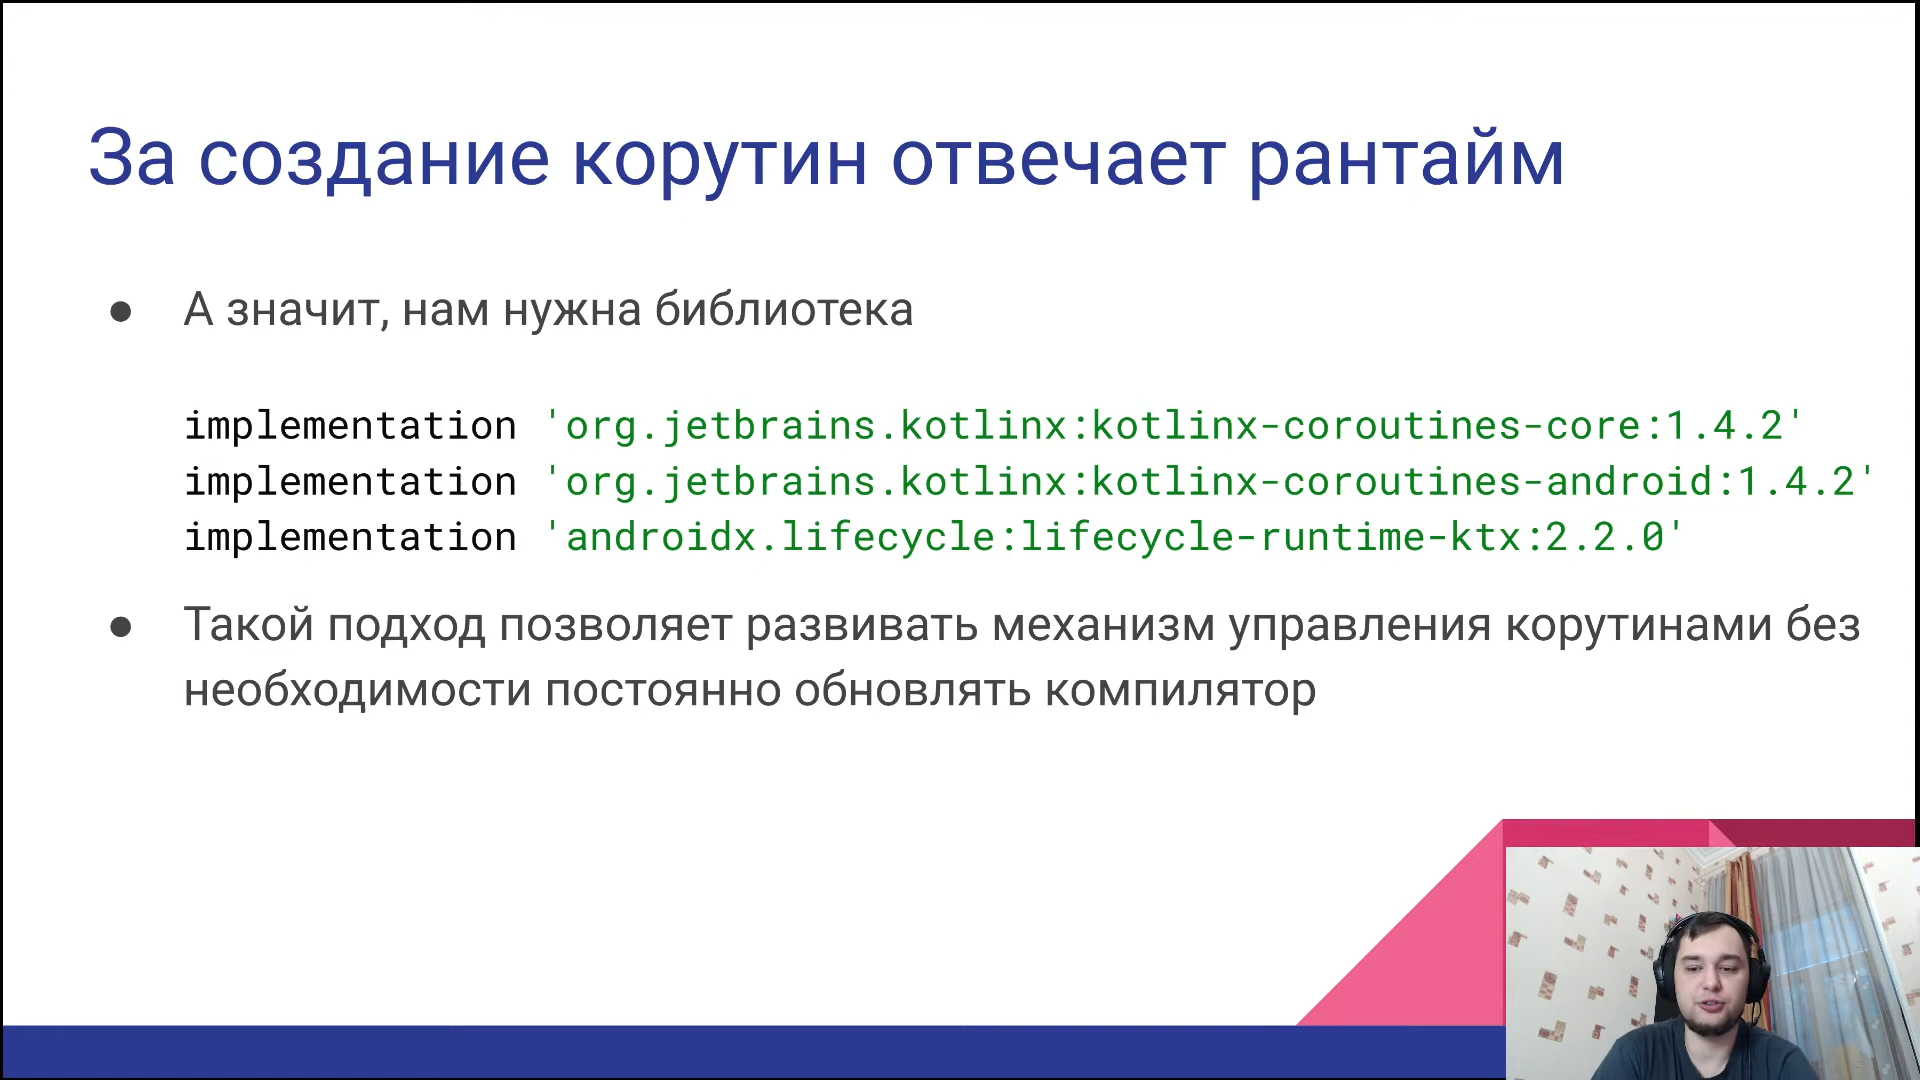 За создание корутин отвечает рантайм
● А значит, нам нужна библиотека
implementation 'org.jetbrains.kotlinx:kotlinx-coroutines-core:1.4.2'
implementation 'org.jetbrains.kotlinx:kotlinx-coroutines-android:1.4.2'
implementation 'androidx.lifecycle:lifecycle-runtime-ktx:2.2.0'
● Такой подход позволяет развивать механизм управления корутинами без
необходимости постоянно обновлять компилятор